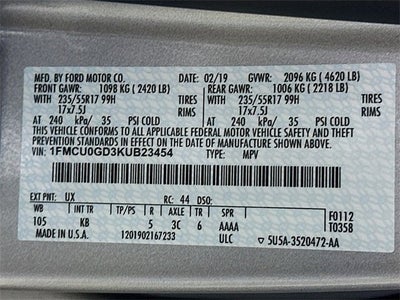 MFD. BY FORD MOTOR CO.
DATE: 02/19 GVWR: 2096 KG ( 4620 LB)
FRONT GAWR: 1098 KG ( 2420 LB) REAR GAWR: 1006 KG ( 2218 LB)
WITH 235/55R17 99H TIRES WITH 235/55R17 99H TIRES
17x7.5J RIMS 17x7.5J RIMS
AT 240 kPa/ 35 PSI COLD AT 240 kPa/ 35 PSI COLD
THIS VEHICLE CONFORMS TO ALL APPLICABLE FEDERAL MOTOR VEHICLE SAFETY AND
BUMPER STANDARDS IN EFFECT ON THE DATE OF MANUFACTURE SHOWN ABOVE.
VIN: 1FMCU0GD3KUB23454 TYPE: MPV
EXT PNT: UX RC: 44 DSO: F0112
WB INT TR TP/PS R AXLE TR SPR T0358
105 KB 5 3C 6 AAAA
MADE IN U.S.A. 1201902167233 ULC 5U5A-3520472-AA